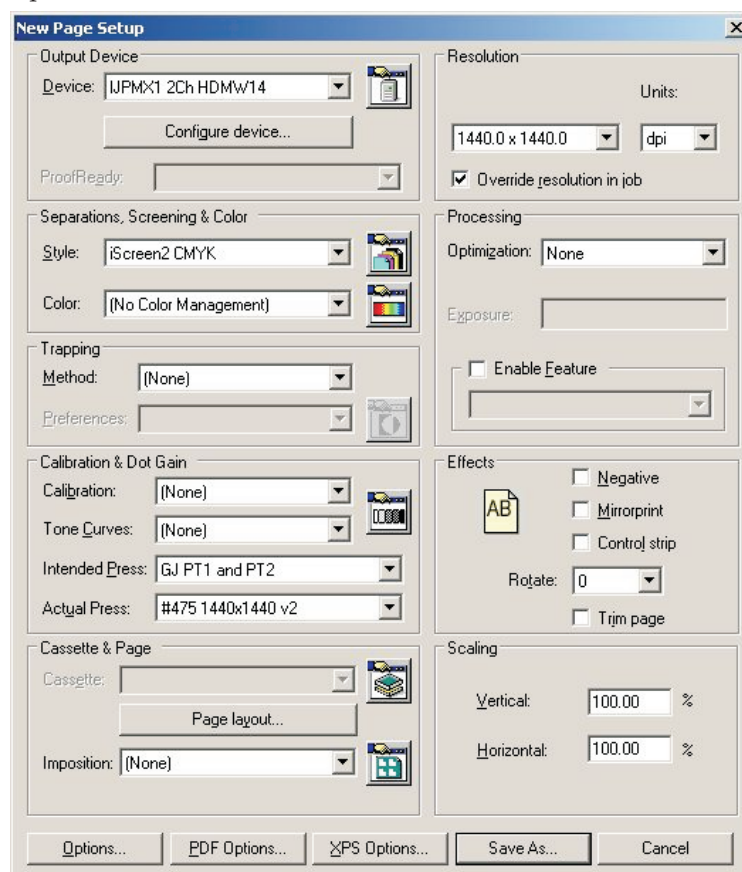 New Page Setup
Output Device
Device: IJPMX1 2Ch HDMW14
Configure device...
ProofReady:
Resolution
Units:
1440.0 x 1440.0 dpi
Override resolution in job
Separations, Screening & Color
Style: iScreen2 CMYK
Color: (No Color Management)
Processing
Optimization: None
Exposure:
Enable Feature
Trapping
Method: (None)
Preferences:
Calibration & Dot Gain
Calibration: (None)
Tone Curves: (None)
Intended Press: GJ PT1 and PT2
Actual Press: #475 1440x1440 v2
Effects
AB
Negative
Mirrorprint
Control strip
Rotate: 0
Trim page
Cassette & Page
Cassette:
Page layout...
Imposition: (None)
Scaling
Vertical: 100.00 %
Horizontal: 100.00 %
Options... PDF Options... XPS Options... Save As... Cancel